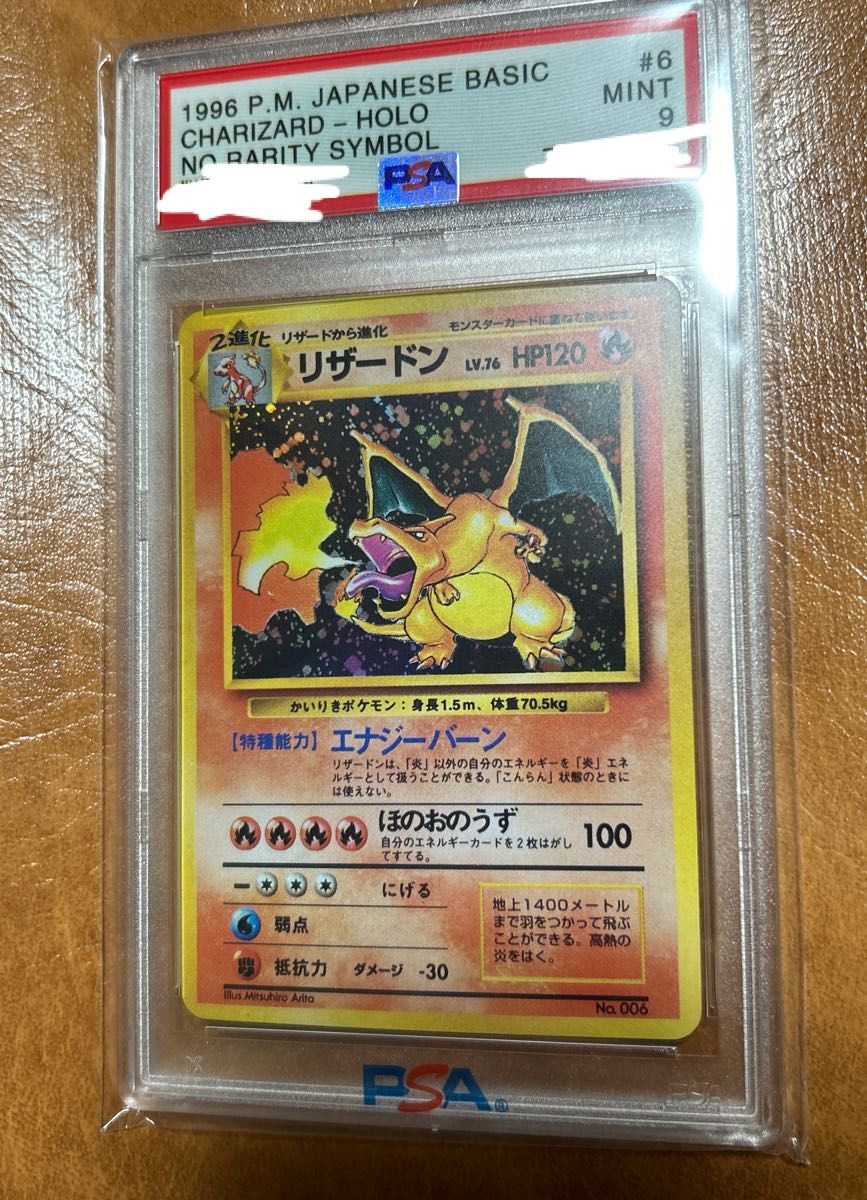 1996 P.M. JAPANESE BASIC #6
CHARIZARD - HOLO MINT
NO RARITY SYMBOL 9
PSA
2進化 リザードから進化 モンスターカードに重ねて使います
リザードン LV.76 HP120
かいりきポケモン:身長1.5m、体重70.5kg
【特種能力】エナジーバーン
リザードンは、「炎」以外の自分のエネルギーを「炎」エネ
ルギーとして扱うことができる。「こんらん」状態のときに
は使えない。
ほのおのうず 100
自分のエネルギーカードを2枚はがし
てすてる。
にげる
弱点
抵抗力 ダメージ -30
地上1400メートル
まで羽をつかって飛ぶ
ことができる。高熱の
炎をはく。
Illus.Mitsuhiro Arita No. 006
PSA®
PSA